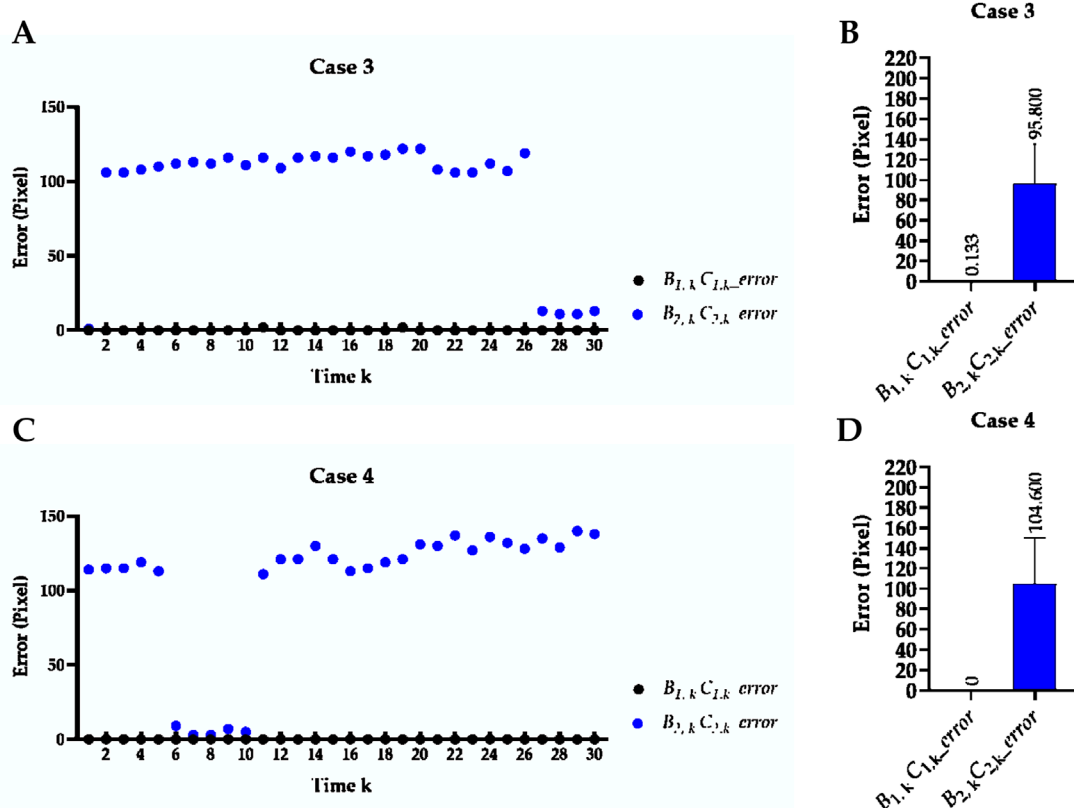 A
Case 3
150
100
50
0
Error (Pixel)
2 4 6 8 10 12 14 16 18 20 22 24 26 28 30
Time k
B1,k C1,k_error
B2,k C2,k error
B
Case 3
220
200
180
160
140
120
100
80
60
40
20
0
Error (Pixel)
0.133
95.800
B1,k C1,k_error
B2,k C2,k_error
C
Case 4
150
100
50
0
Error (Pixel)
2 4 6 8 10 12 14 16 18 20 22 24 26 28 30
Time k
B1,k C1,k error
B2,k C2,k error
D
Case 4
220
200
180
160
140
120
100
80
60
40
20
0
Error (Pixel)
0
104.600
B1,k C1,k_error
B2,k C2,k_error